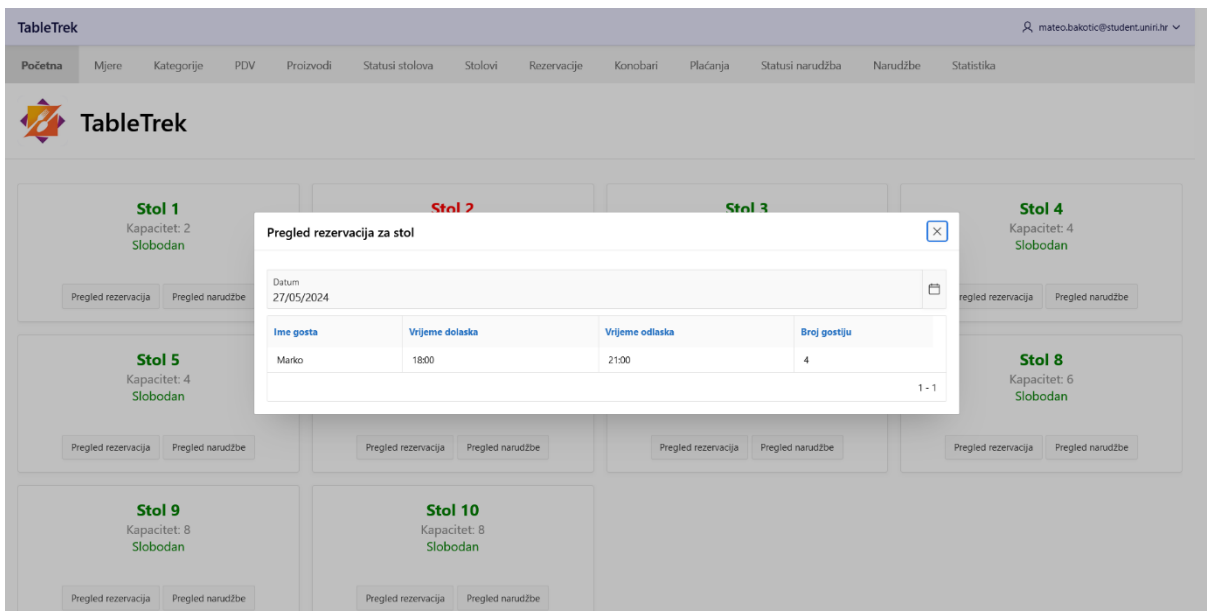 TableTrek
mateo.bakotic@student.uniri.hr
Početna Mjere Kategorije PDV Proizvodi Statusi stolova Stolovi Rezervacije Konobari Plaćanja Statusi narudžba Narudžbe Statistika
TableTrek
Stol 1 Stol 2 Stol 3 Stol 4
Kapacitet: 2 Kapacitet: 4
Slobodan Slobodan
Pregled rezervacija Pregled narudžbe Pregled narudžbe
Pregled rezervacija za stol
Datum
27/05/2024
Ime gosta Vrijeme dolaska Vrijeme odlaska Broj gostiju
Marko 18:00 21:00 4
1 - 1
Stol 5 Stol 8
Kapacitet: 4 Kapacitet: 6
Slobodan Slobodan
Pregled rezervacija Pregled narudžbe Pregled rezervacija Pregled narudžbe Pregled rezervacija Pregled narudžbe Pregled rezervacija Pregled narudžbe
Stol 9 Stol 10
Kapacitet: 8 Kapacitet: 8
Slobodan Slobodan
Pregled rezervacija Pregled narudžbe Pregled rezervacija Pregled narudžbe